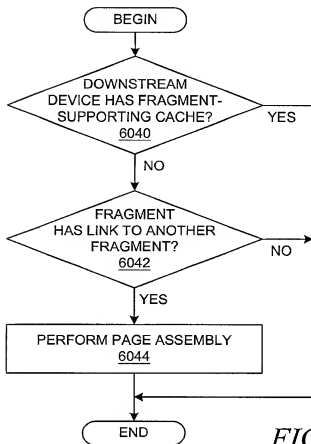 BEGIN
DOWNSTREAM
DEVICE HAS FRAGMENT-
SUPPORTING CACHE?
6040
YES
NO
FRAGMENT
HAS LINK TO ANOTHER
FRAGMENT?
6042
NO
YES
PERFORM PAGE ASSEMBLY
6044
END